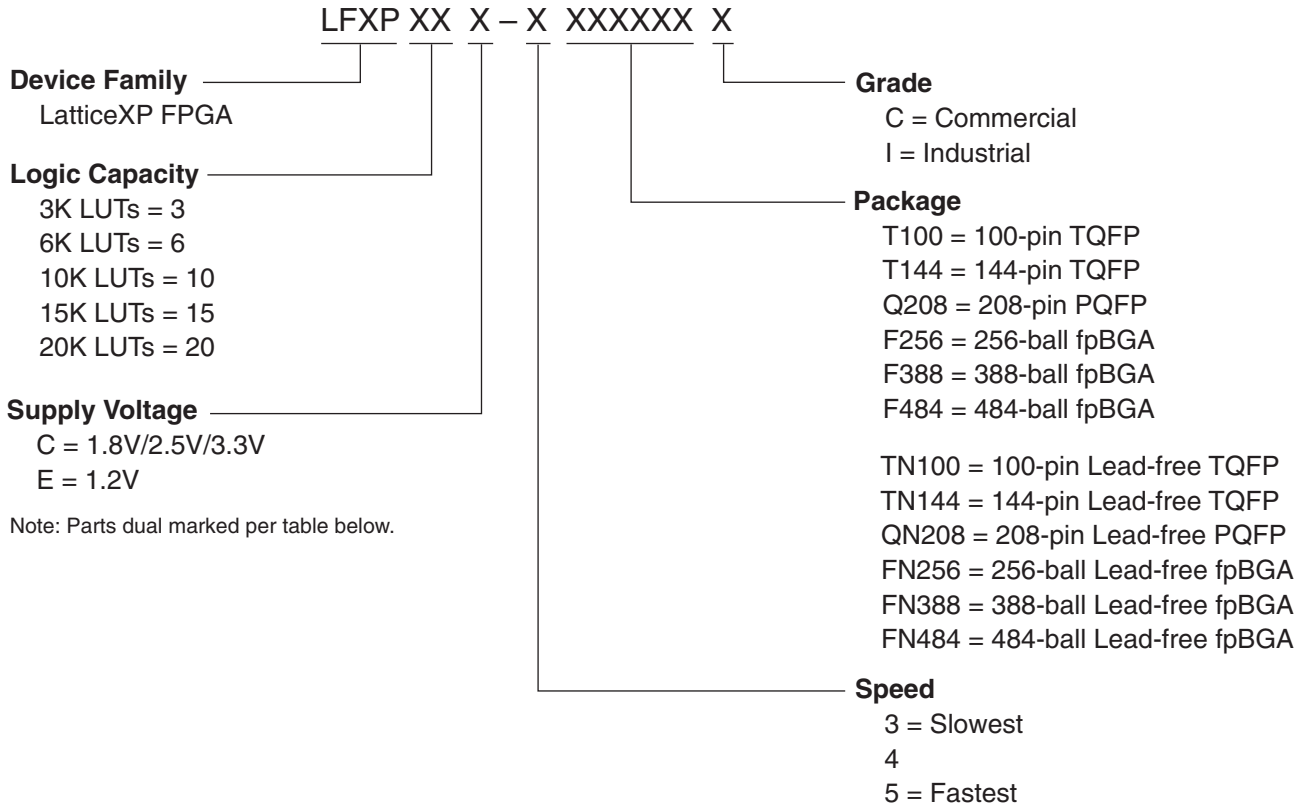 LFXP XX X – X XXXXXX X
Device Family
LatticeXP FPGA
Logic Capacity
3K LUTs = 3
6K LUTs = 6
10K LUTs = 10
15K LUTs = 15
20K LUTs = 20
Supply Voltage
C = 1.8V/2.5V/3.3V
E = 1.2V
Note: Parts dual marked per table below.
Grade
C = Commercial
I = Industrial
Package
T100 = 100-pin TQFP
T144 = 144-pin TQFP
Q208 = 208-pin PQFP
F256 = 256-ball fpBGA
F388 = 388-ball fpBGA
F484 = 484-ball fpBGA
TN100 = 100-pin Lead-free TQFP
TN144 = 144-pin Lead-free TQFP
QN208 = 208-pin Lead-free PQFP
FN256 = 256-ball Lead-free fpBGA
FN388 = 388-ball Lead-free fpBGA
FN484 = 484-ball Lead-free fpBGA
Speed
3 = Slowest
4
5 = Fastest